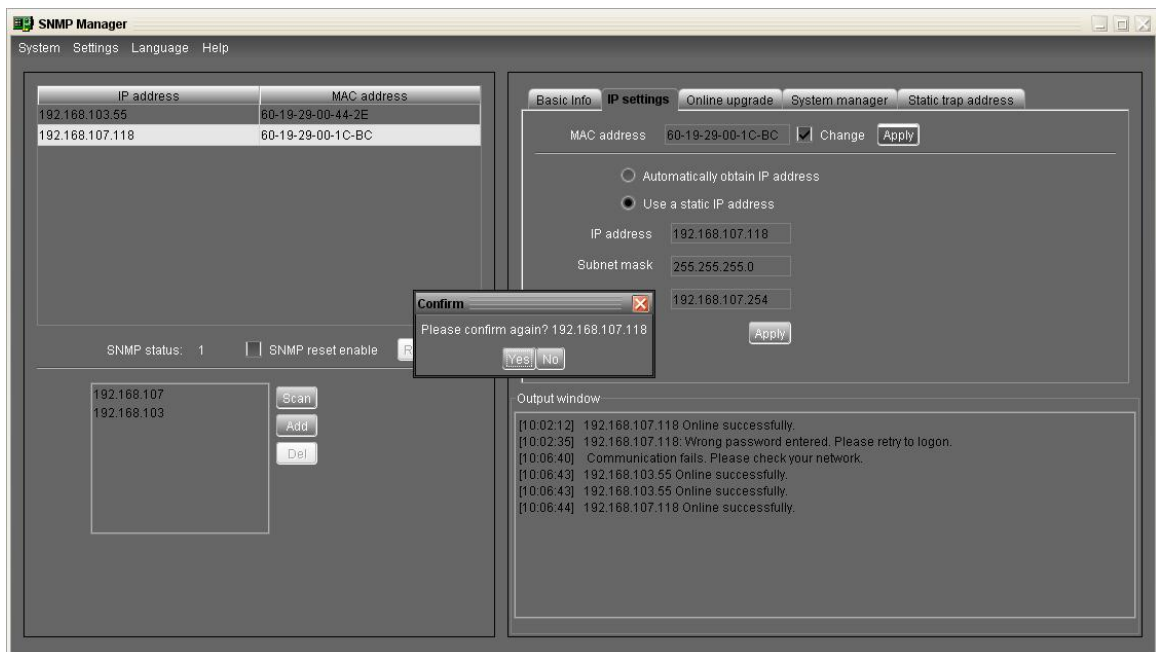 SNMP Manager
System Settings Language Help
IP address MAC address
192.168.103.55 60-19-29-00-44-2E
192.168.107.118 60-19-29-00-1C-BC
SNMP status: 1 SNMP reset enable
192.168.107
192.168.103
Scan
Add
Del
Basic Info IP settings Online upgrade System manager Static trap address
MAC address 60-19-29-00-1C-BC Change Apply
Automatically obtain IP address
Use a static IP address
IP address 192.168.107.118
Subnet mask 255.255.255.0
192.168.107.254
Apply
Confirm
Please confirm again? 192.168.107.118
Yes No
Output window
[10:02:12] 192.168.107.118 Online successfully.
[10:02:35] 192.168.107.118: Wrong password entered. Please retry to logon.
[10:06:40] Communication fails. Please check your network.
[10:06:43] 192.168.103.55 Online successfully.
[10:06:43] 192.168.103.55 Online successfully.
[10:06:44] 192.168.107.118 Online successfully.